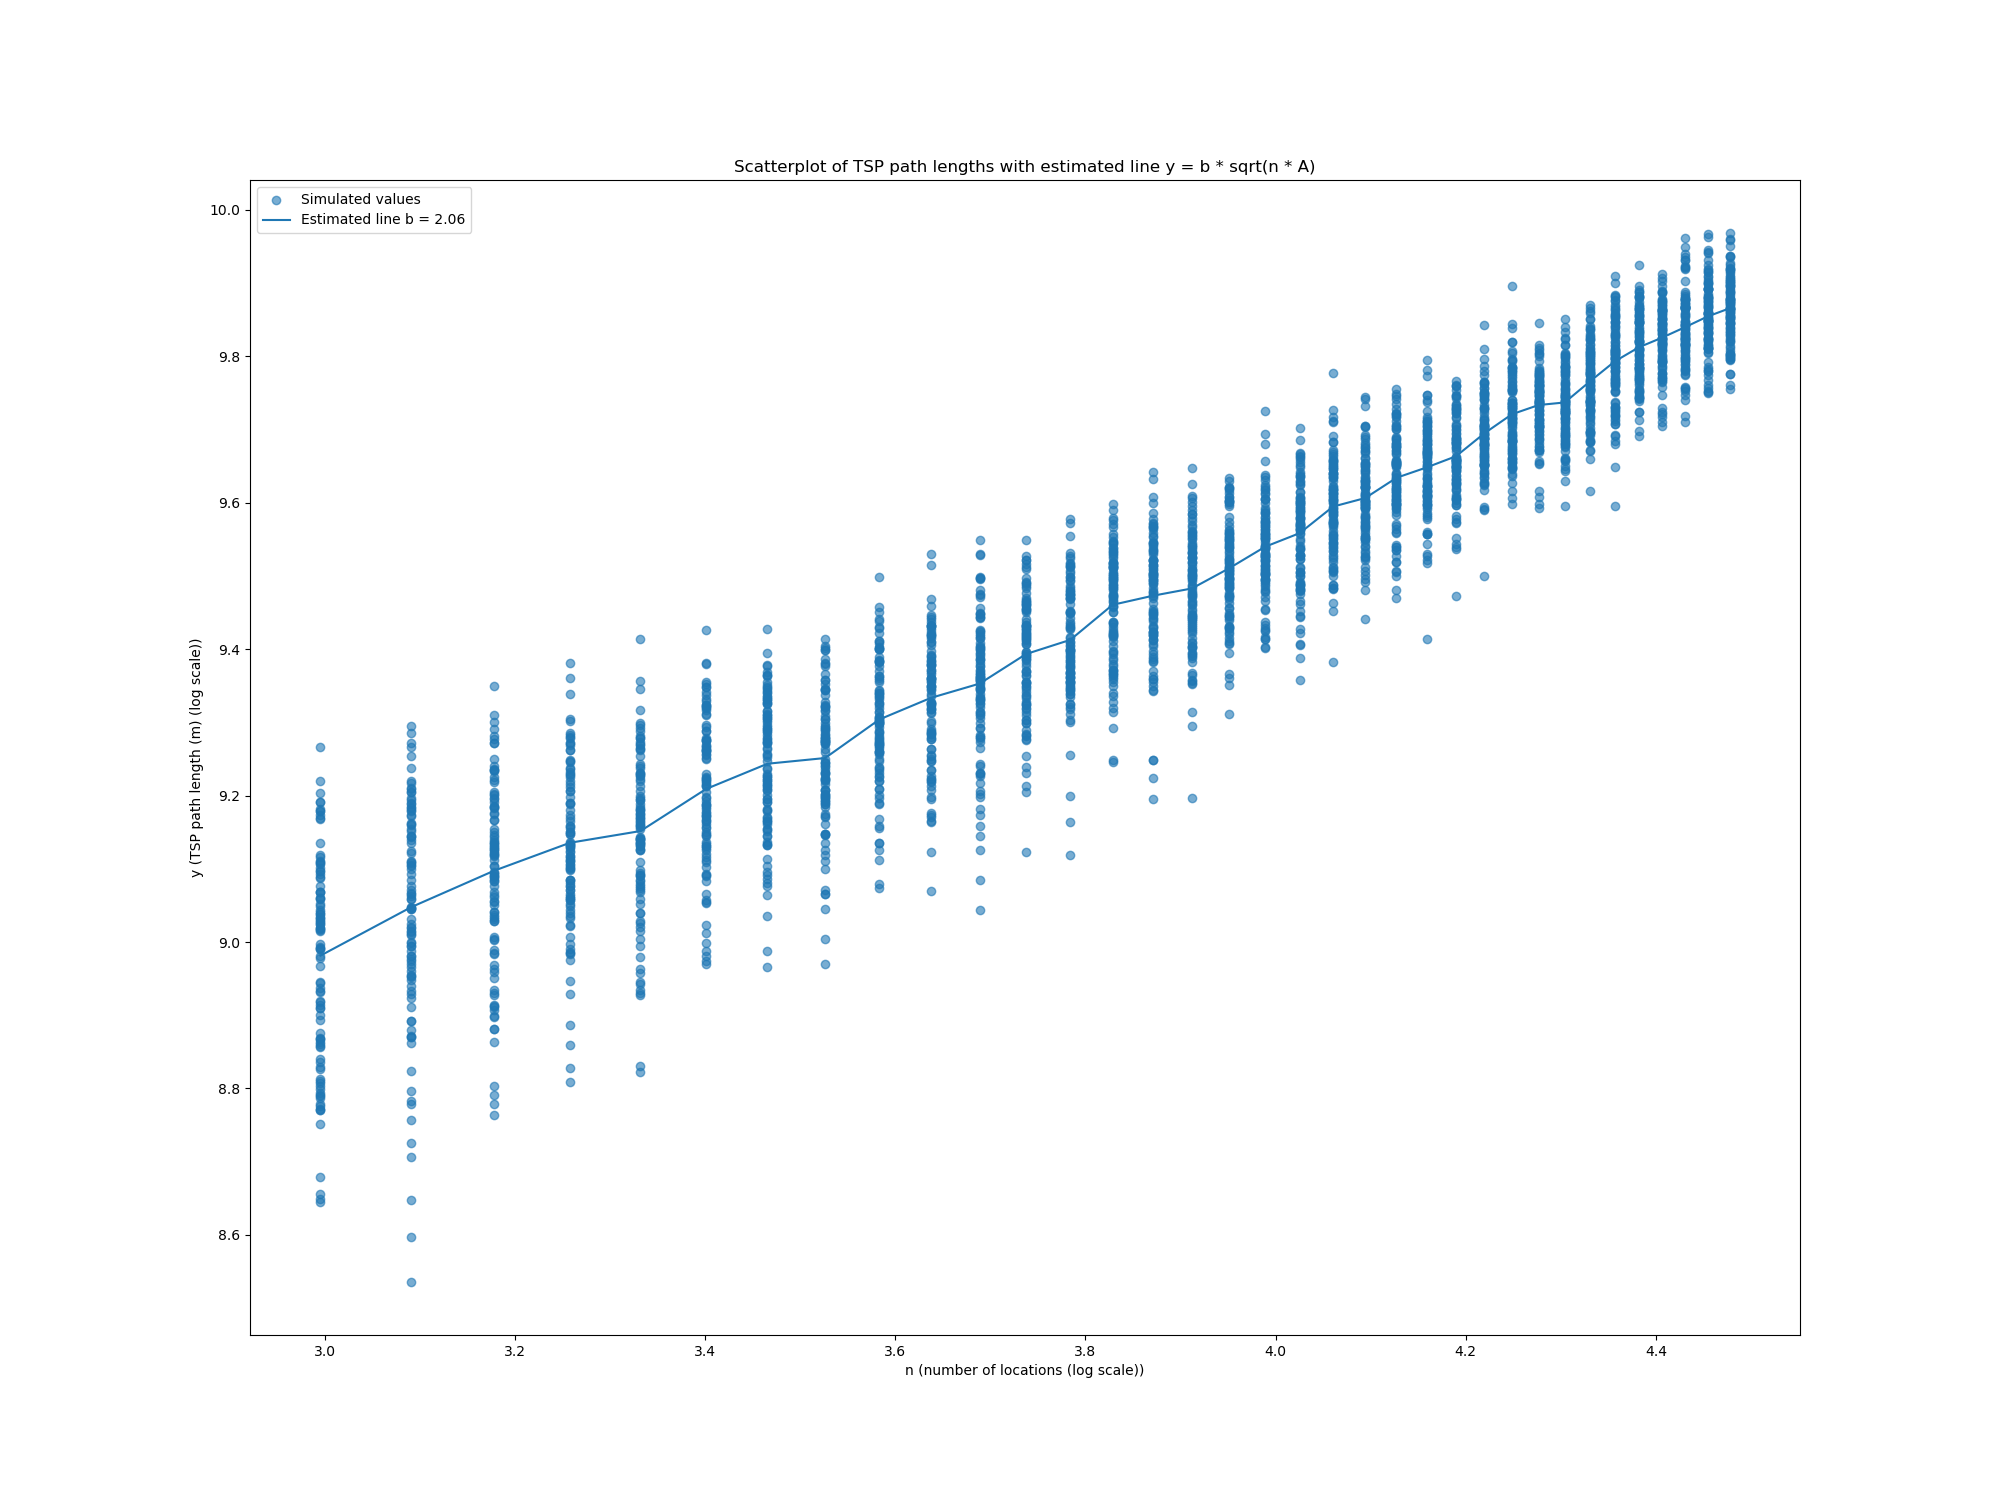 Scatterplot of TSP path lengths with estimated line y = b * sqrt(n * A)
Simulated values
Estimated line b = 2.06
10.0
9.8
9.6
9.4
9.2
9.0
8.8
8.6
y (TSP path length (m) (log scale))
3.0 3.2 3.4 3.6 3.8 4.0 4.2 4.4
n (number of locations (log scale))